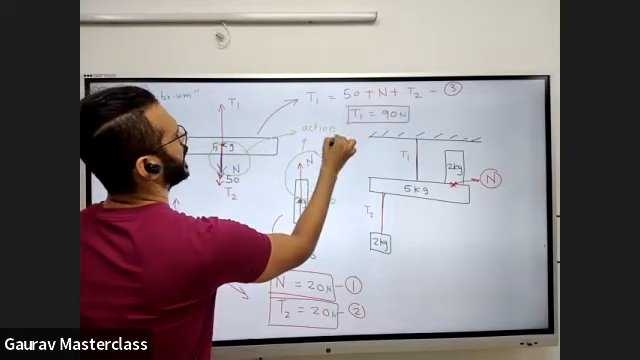 brium"
T₁
T₁ = 50 + N + T₂ — ③
T₁ = 90N
action
5kg
N
50
T₂
N
T₁
2kg
N
5kg
T₂
2kg
N = 20N — ①
T₂ = 20N — ②
Gaurav Masterclass